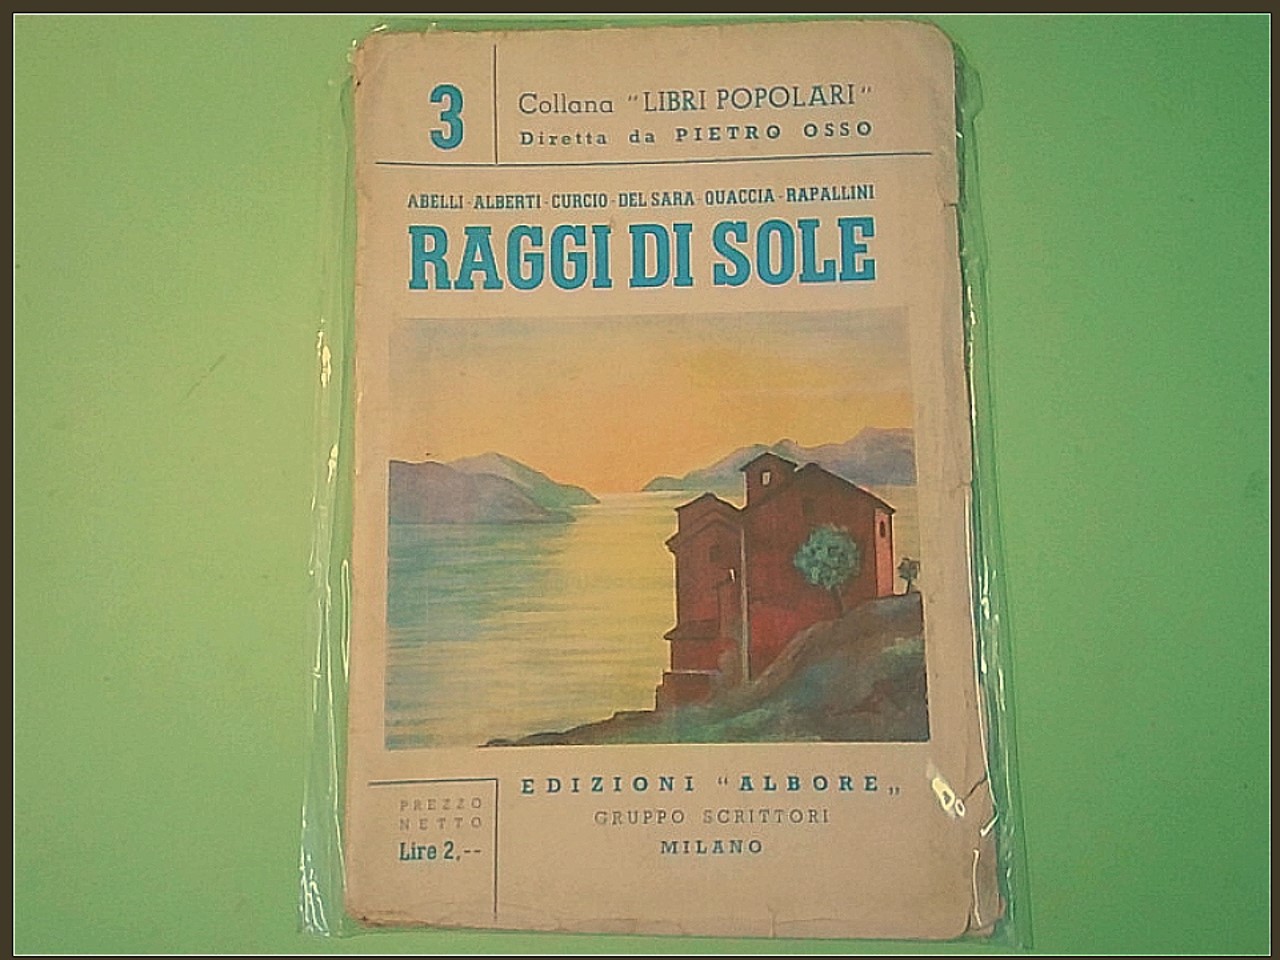 3
Collana "LIBRI POPOLARI"
Diretta da PIETRO OSSO
ABELLI - ALBERTI - CURCIO - DEL SARA - QUACCIA - RAPALLINI
RAGGI DI SOLE
EDIZIONI "ALBORE„
GRUPPO SCRITTORI
MILANO
PREZZO
NETTO
Lire 2,--